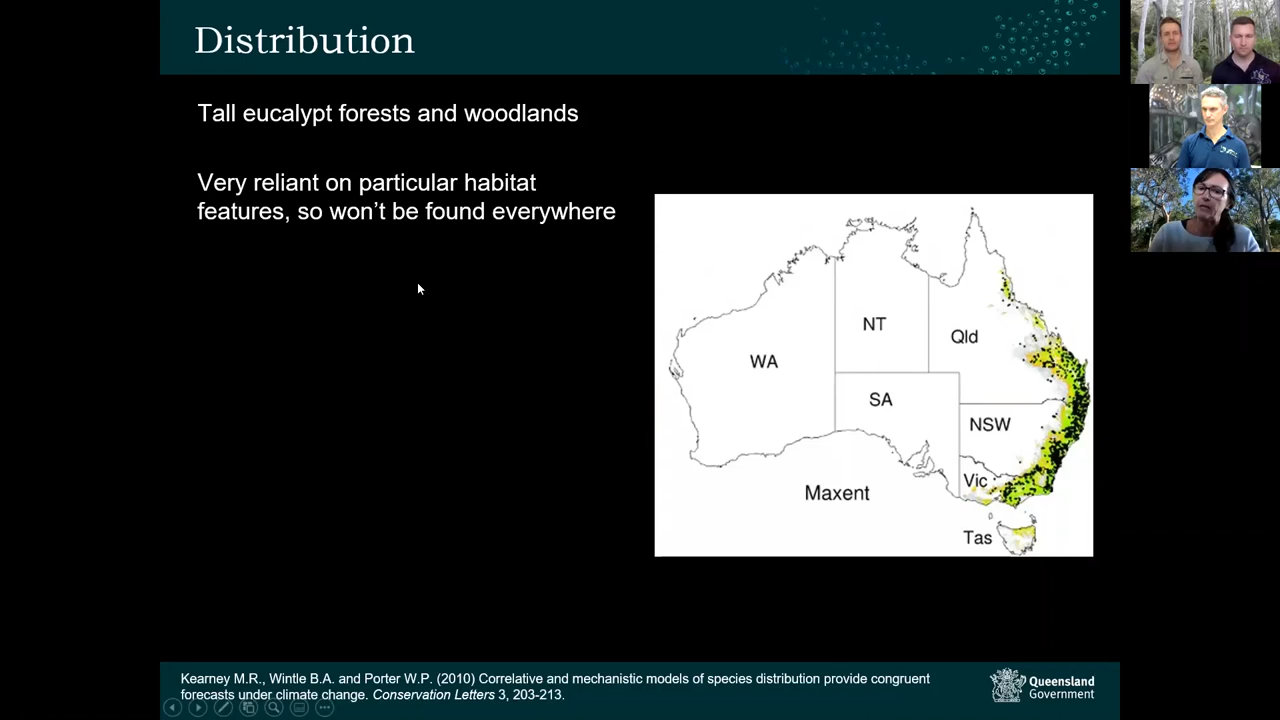 Distribution
Tall eucalypt forests and woodlands
Very reliant on particular habitat
features, so won’t be found everywhere
NT
Qld
WA
SA
NSW
Vic
Maxent
Tas
Kearney M.R., Wintle B.A. and Porter W.P. (2010) Correlative and mechanistic models of species distribution provide congruent
forecasts under climate change. Conservation Letters 3, 203-213.
Queensland
Government